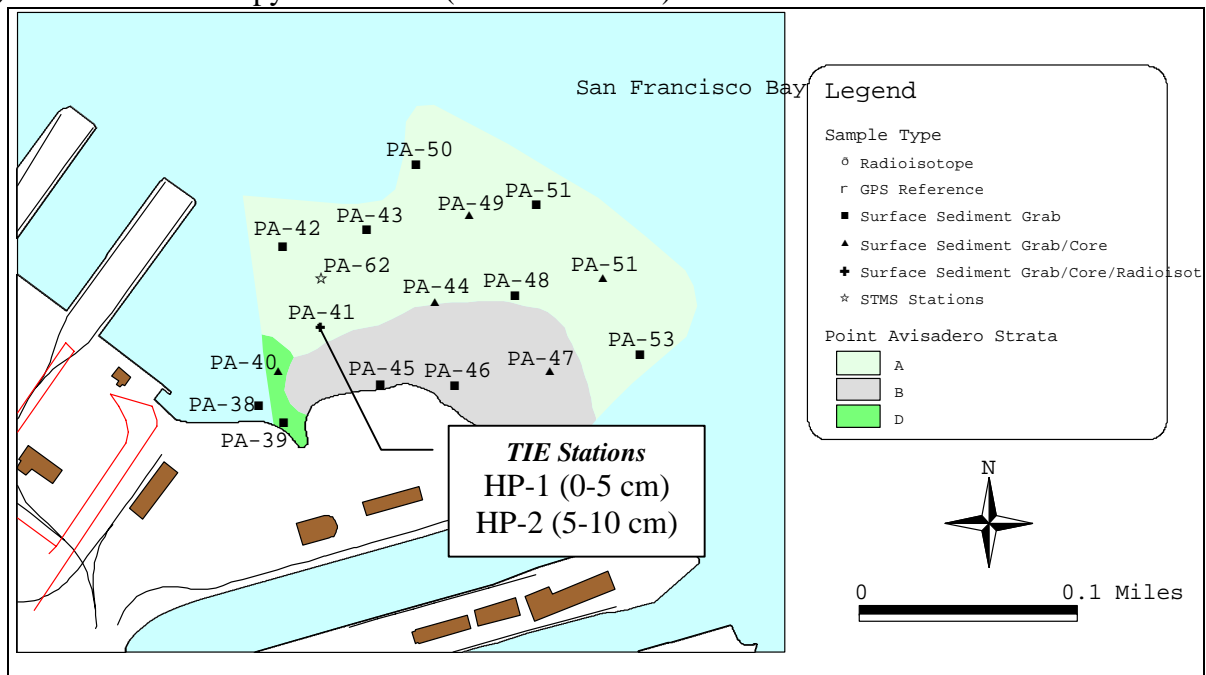 San Francisco Bay
PA-50
PA-51
PA-49
PA-43
PA-42
PA-62
PA-51
PA-48
PA-44
PA-41
PA-53
PA-40
PA-47
PA-45
PA-46
PA-38
PA-39
TIE Stations
HP-1 (0-5 cm)
HP-2 (5-10 cm)
Legend
Sample Type
ð Radioisotope
r GPS Reference
■ Surface Sediment Grab
▲ Surface Sediment Grab/Core
✚ Surface Sediment Grab/Core/Radioisot
☆ STMS Stations
Point Avisadero Strata
A
B
D
N
0 0.1 Miles